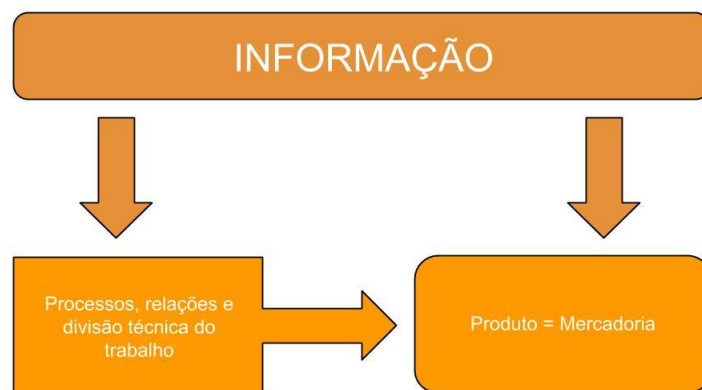 INFORMAÇÃO
Processos, relações e
divisão técnica do
trabalho
Produto = Mercadoria